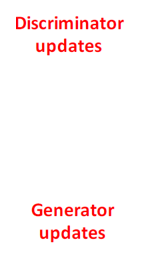 Discriminator
updates
Generator
updates